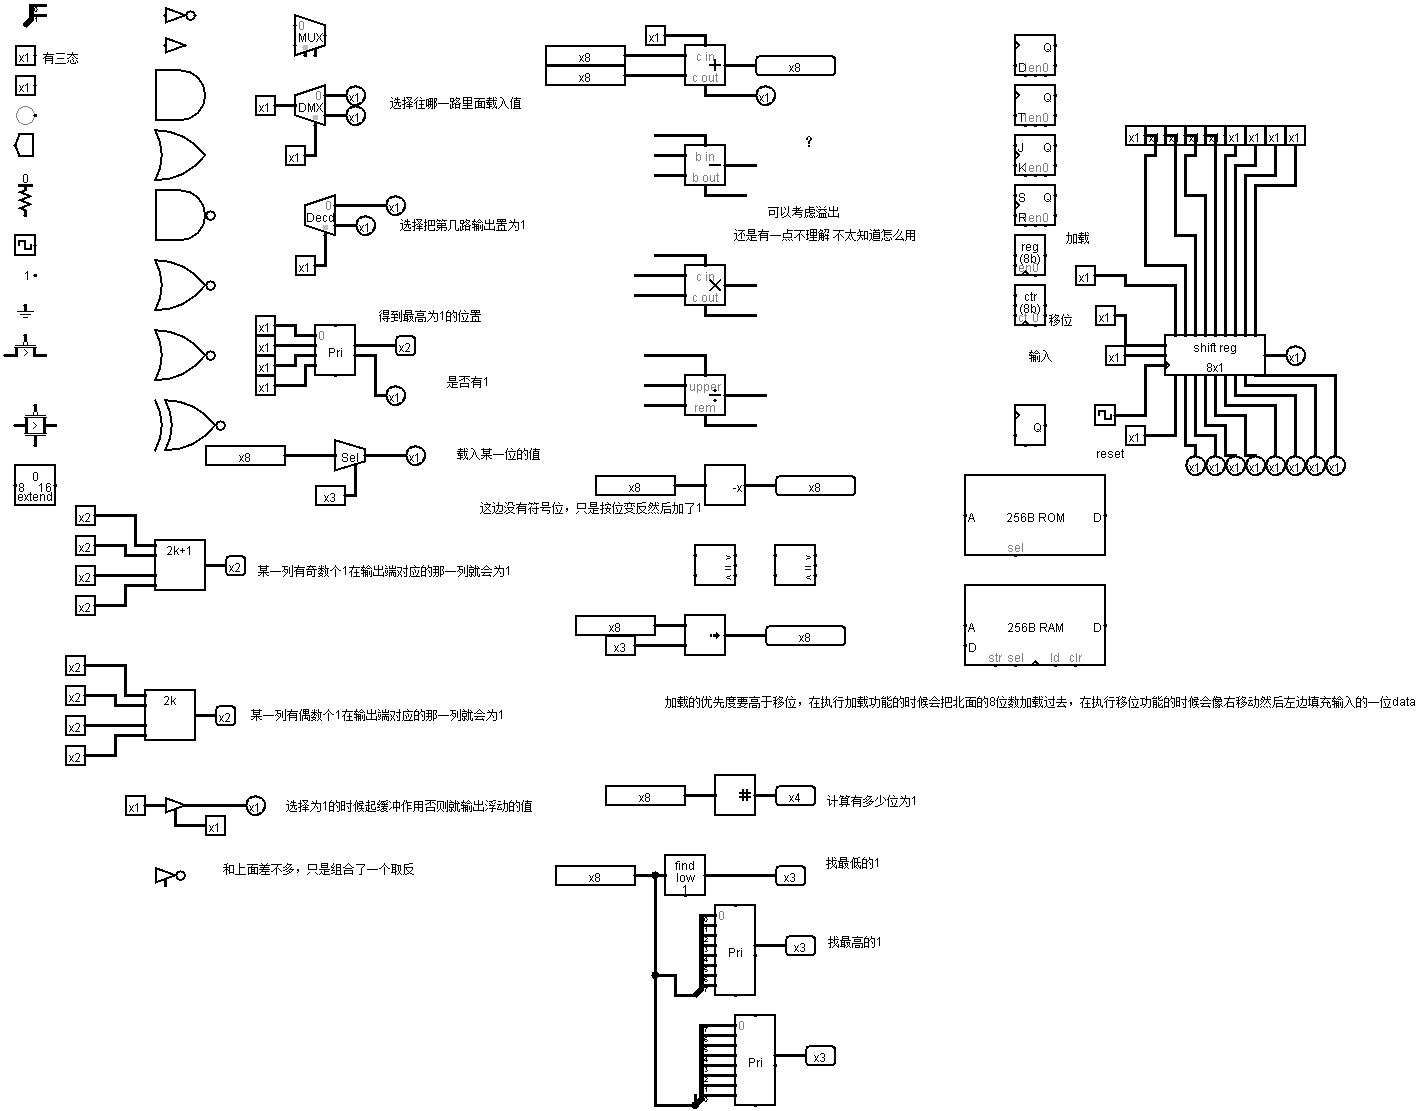 x1 有三态
x1
0
1
0
8 16
extend
0
MUX
x1
0
DMX
x1
x1
x1
选择往哪一路里面载入值
0
Decd
x1
x1
x1
选择把第几路输出置为1
得到最高为1的位置
x1
x1
x1
x1
0
Pri
x2
x1
是否有1
x8
Sel
x1
x3
载入某一位的值
x2
x2
x2
x2
2k+1
x2
某一列有奇数个1在输出端对应的那一列就会为1
x2
x2
x2
x2
2k
x2
某一列有偶数个1在输出端对应的那一列就会为1
x1
x1
x1
选择为1的时候起缓冲作用否则就输出浮动的值
和上面差不多，只是组合了一个取反
x1
x8
x8
c in
+
c out
x8
x1
b in
−
b out
?
可以考虑溢出
还是有一点不理解 不太知道怎么用
c in
×
c out
upper
÷
rem
x8
-x
x8
这边没有符号位，只是按位变反然后加了1
x8
x3
x8
加载的优先度要高于移位，在执行加载功能的时候会把北面的8位数加载过去，在执行移位功能的时候会像右移动然后左边填充输入的一位data
x8
#
x4
计算有多少位为1
x8
find
low
1
x3
找最低的1
0
Pri
x3
找最高的1
0
Pri
x3
Q
D en0
Q
T en0
J Q
K en0
S Q
R en0
reg
(8b)
en0
ctr
(8b)
ct 0
Q
加载
x1
移位
x1
输入
x1
x1
reset
x1 x1 x1 x1 x1 x1 x1 x1 x1
shift reg
8x1
x1
x1 x1 x1 x1 x1 x1 x1 x1
A 256B ROM D
sel
A 256B RAM D
D
str sel ld clr